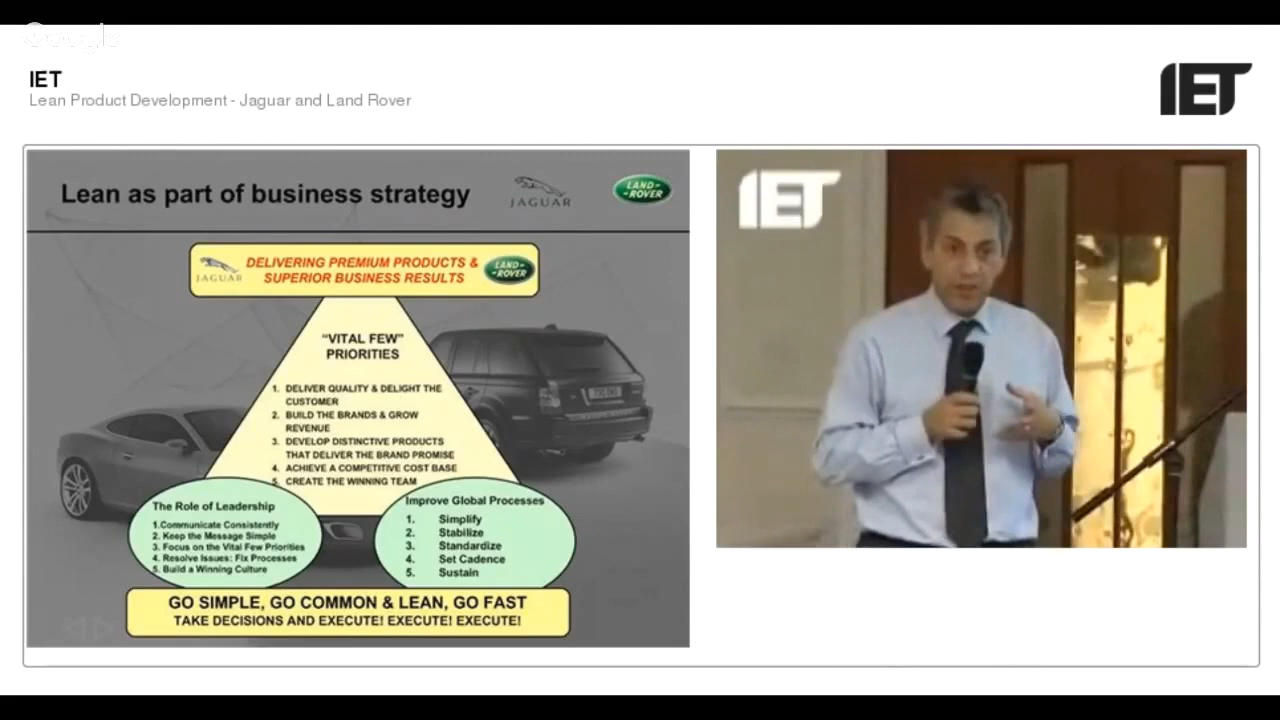 Google
IET
Lean Product Development - Jaguar and Land Rover
IET
Lean as part of business strategy
JAGUAR
LAND-
-ROVER
JAGUAR
DELIVERING PREMIUM PRODUCTS &
SUPERIOR BUSINESS RESULTS
LAND-
-ROVER
"VITAL FEW"
PRIORITIES
1. DELIVER QUALITY & DELIGHT THE
CUSTOMER
2. BUILD THE BRANDS & GROW
REVENUE
3. DEVELOP DISTINCTIVE PRODUCTS
THAT DELIVER THE BRAND PROMISE
4. ACHIEVE A COMPETITIVE COST BASE
5. CREATE THE WINNING TEAM
The Role of Leadership
1.Communicate Consistently
2. Keep the Message Simple
3. Focus on the Vital Few Priorities
4. Resolve Issues: Fix Processes
5. Build a Winning Culture
Improve Global Processes
1. Simplify
2. Stabilize
3. Standardize
4. Set Cadence
5. Sustain
GO SIMPLE, GO COMMON & LEAN, GO FAST
TAKE DECISIONS AND EXECUTE! EXECUTE! EXECUTE!
IET